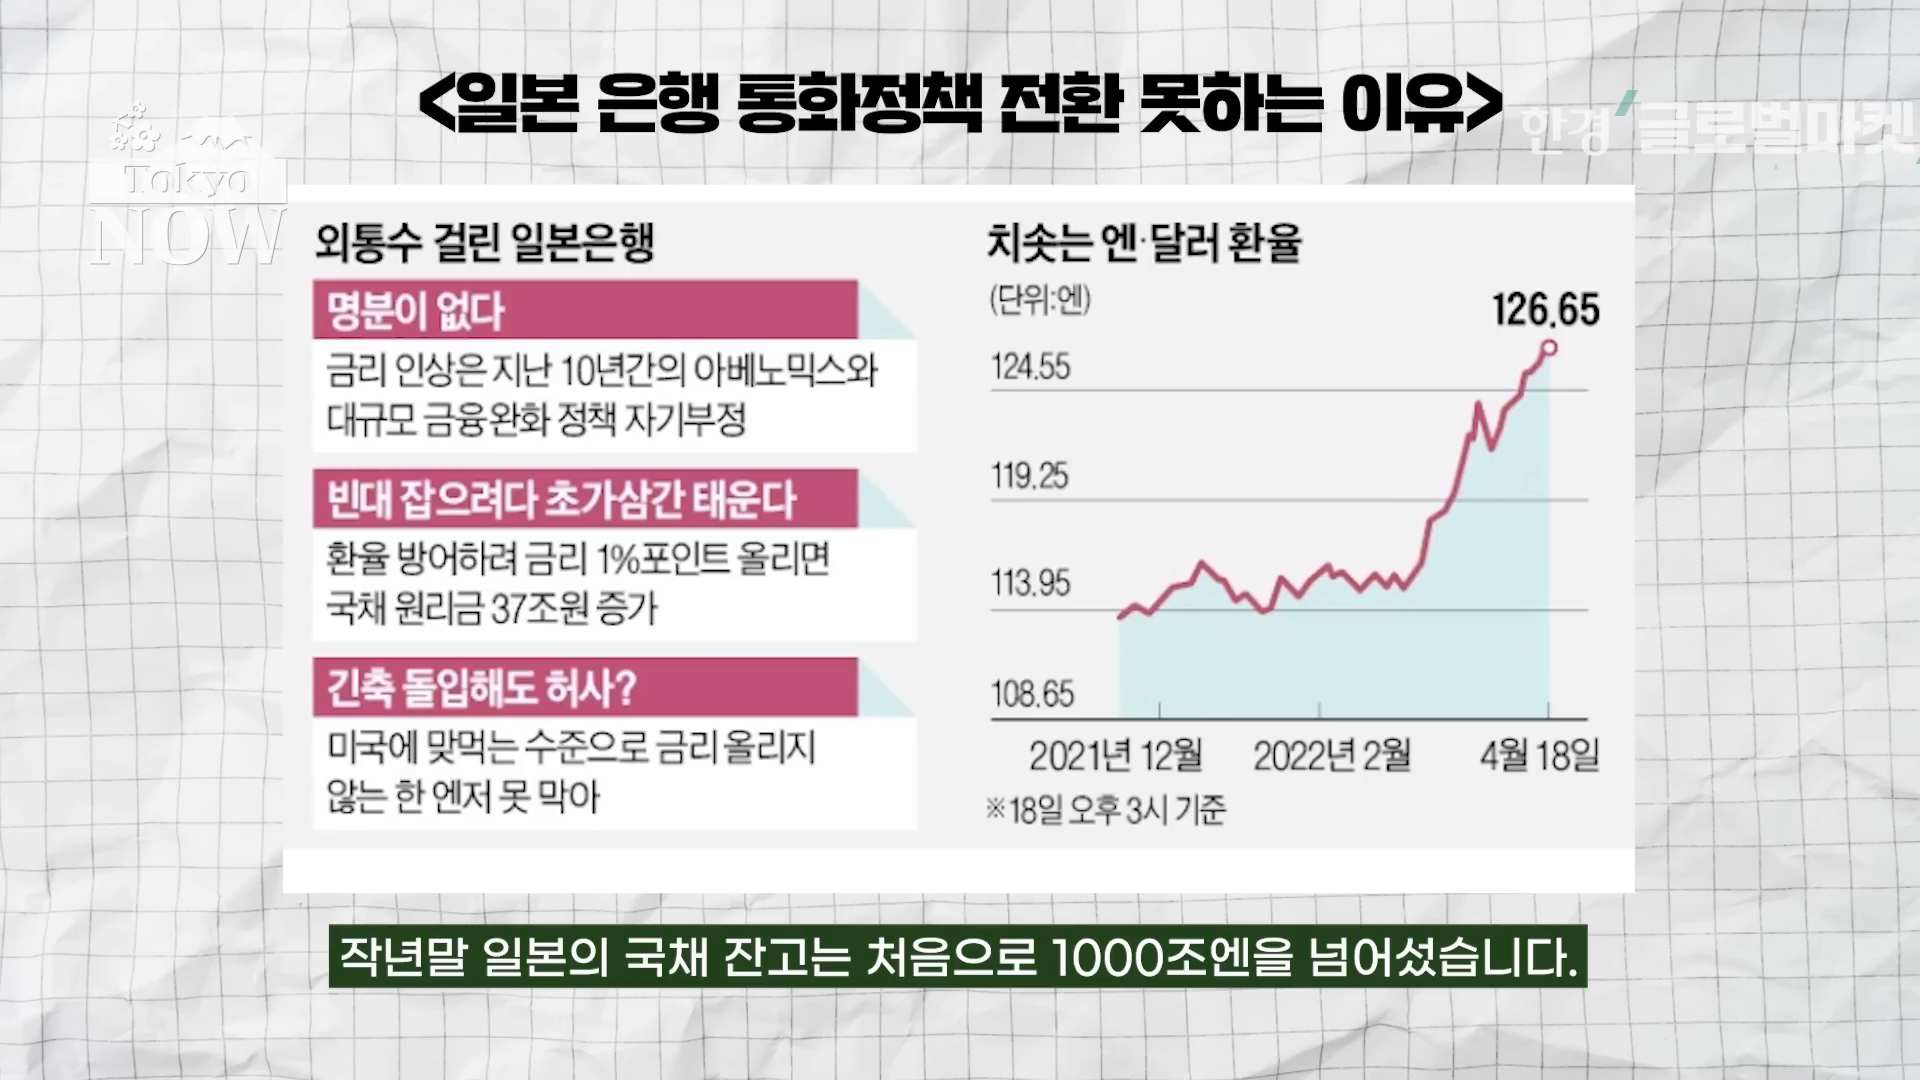 <일본 은행 통화정책 전환 못하는 이유>
Tokyo
NOW
한경 글로벌마켓
외통수 걸린 일본은행
명분이 없다
금리 인상은 지난 10년간의 아베노믹스와
대규모 금융완화 정책 자기부정
빈대 잡으려다 초가삼간 태운다
환율 방어하려 금리 1%포인트 올리면
국채 원리금 37조원 증가
긴축 돌입해도 허사?
미국에 맞먹는 수준으로 금리 올리지
않는 한 엔저 못 막아
치솟는 엔·달러 환율
(단위:엔)
126.65
124.55
119.25
113.95
108.65
2021년 12월
2022년 2월
4월 18일
※18일 오후 3시 기준
작년말 일본의 국채 잔고는 처음으로 1000조엔을 넘어섰습니다.